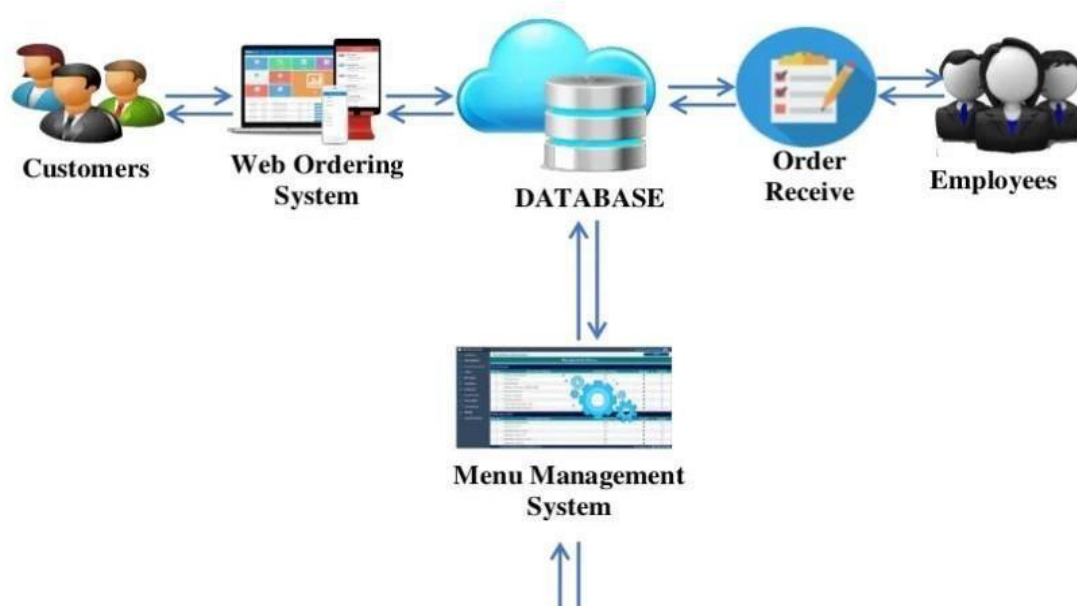 Customers
Web Ordering
System
DATABASE
Order
Receive
Employees
Menu Management
System